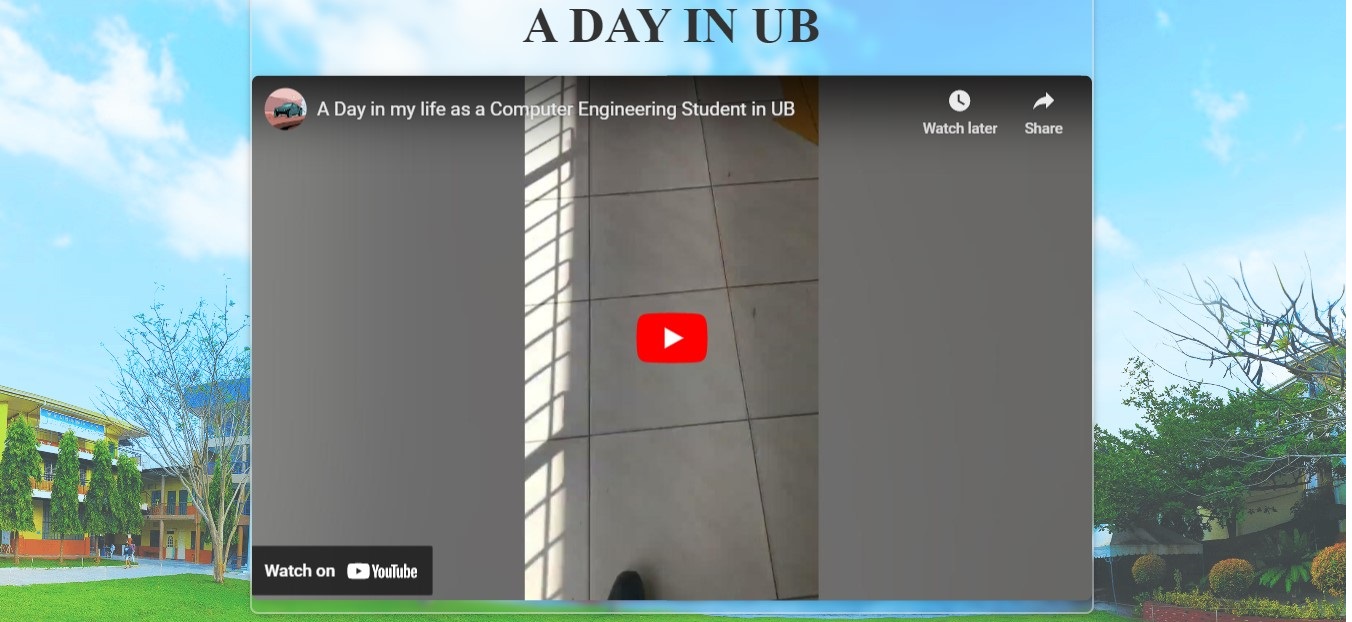 A DAY IN UB
A Day in my life as a Computer Engineering Student in UB
Watch later
Share
Watch on YouTube